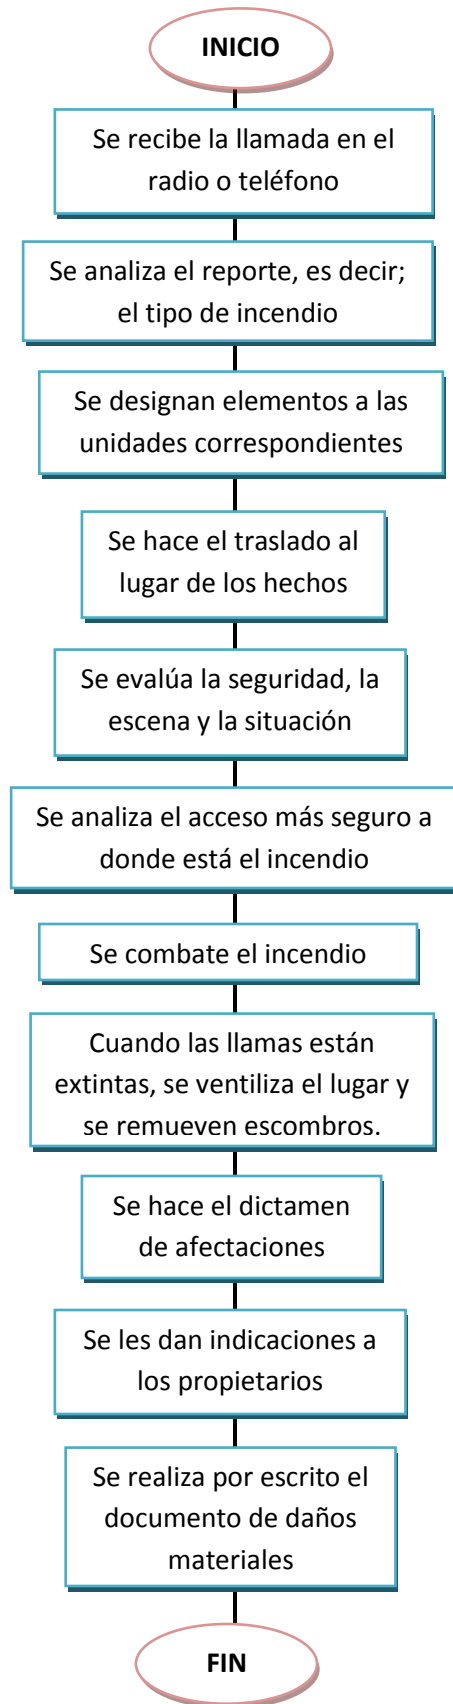 INICIO
Se recibe la llamada en el
radio o teléfono
Se analiza el reporte, es decir;
el tipo de incendio
Se designan elementos a las
unidades correspondientes
Se hace el traslado al
lugar de los hechos
Se evalúa la seguridad, la
escena y la situación
Se analiza el acceso más seguro a
donde está el incendio
Se combate el incendio
Cuando las llamas están
extintas, se ventiliza el lugar y
se remueven escombros.
Se hace el dictamen
de afectaciones
Se les dan indicaciones a
los propietarios
Se realiza por escrito el
documento de daños
materiales
FIN